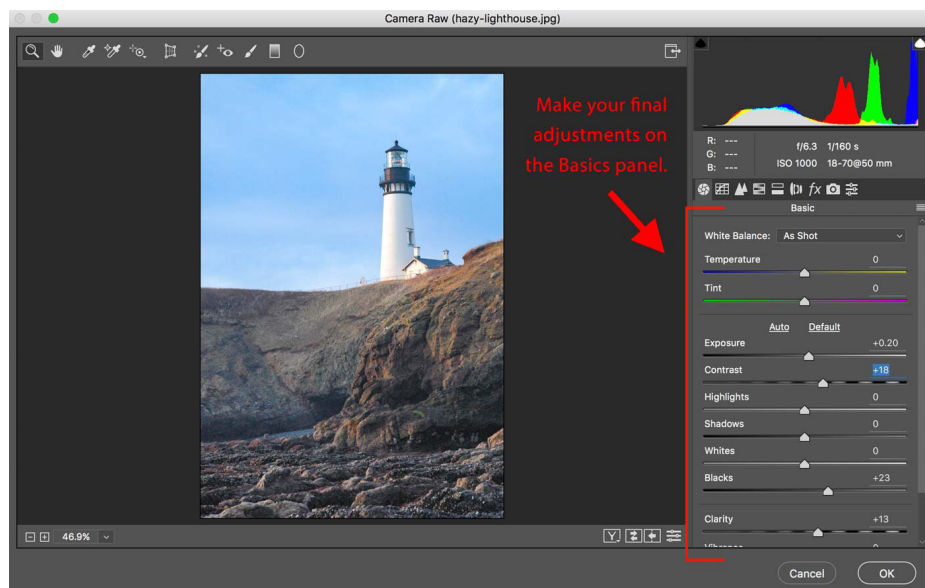 Camera Raw (hazy-lighthouse.jpg)
Make your final
adjustments on
the Basics panel.
R: ---
G: ---
B: ---
f/6.3 1/160 s
ISO 1000 18-70@50 mm
fx
Basic
White Balance: As Shot
Temperature 0
Tint 0
Auto Default
Exposure +0.20
Contrast +18
Highlights 0
Shadows 0
Whites 0
Blacks +23
Clarity +13
46.9%
Y
Cancel OK